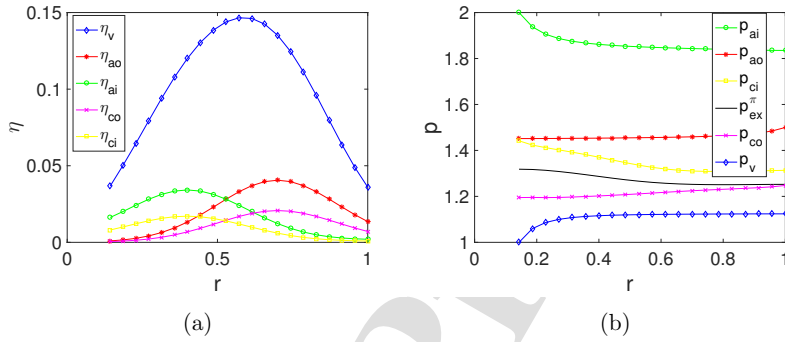 0.15
0.1
0.05
0
η
0
0.5
1
r
η_v
η_ao
η_ai
η_co
η_ci
(a)
2
1.8
1.6
1.4
1.2
1
p
0.2
0.4
0.6
0.8
1
r
p_ai
p_ao
p_ci
p_ex^π
p_co
p_v
(b)